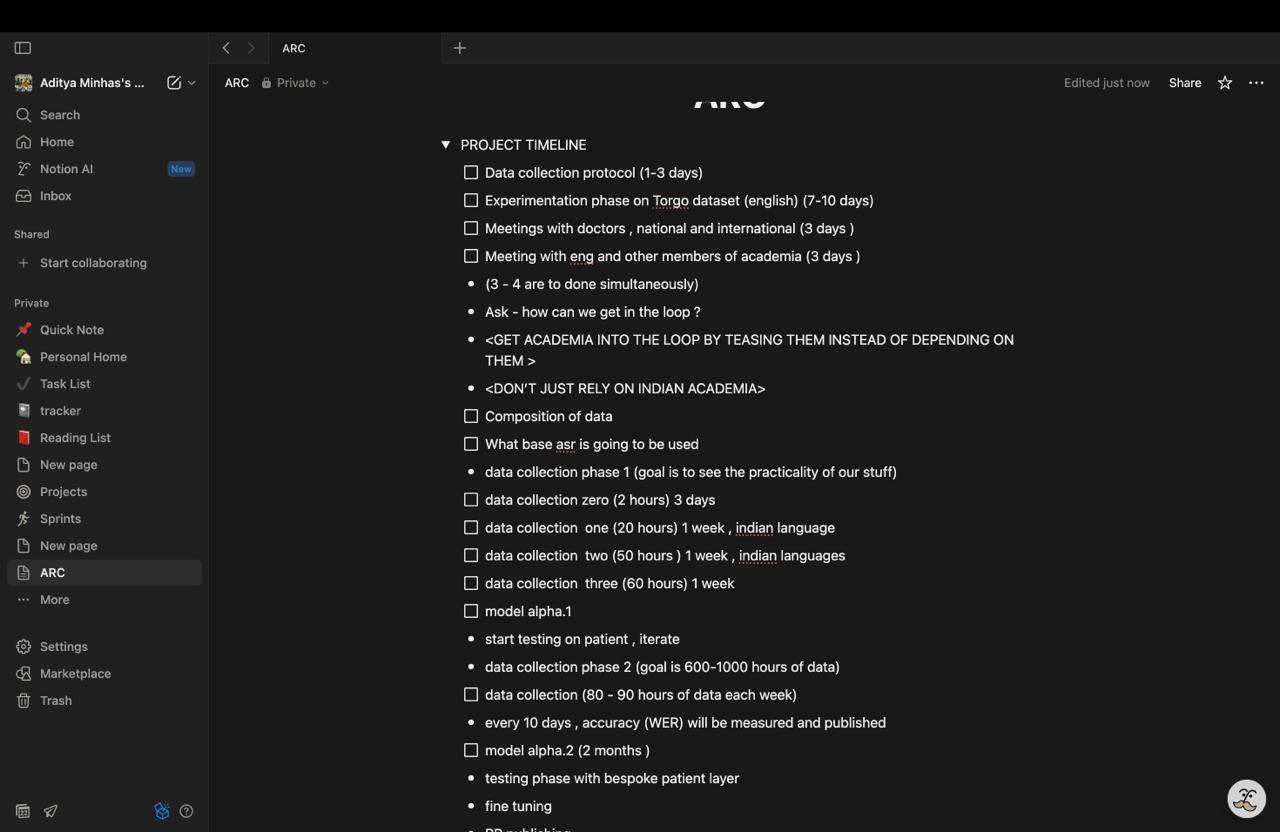 ARC
Aditya Minhas's ...
Search
Home
Notion AI New
Inbox
Shared
Start collaborating
Private
Quick Note
Personal Home
Task List
tracker
Reading List
New page
Projects
Sprints
New page
ARC
More
Settings
Marketplace
Trash
ARC Private
Edited just now Share
ARC
PROJECT TIMELINE
Data collection protocol (1-3 days)
Experimentation phase on Torgo dataset (english) (7-10 days)
Meetings with doctors , national and international (3 days )
Meeting with eng and other members of academia (3 days )
(3 - 4 are to done simultaneously)
Ask - how can we get in the loop ?
<GET ACADEMIA INTO THE LOOP BY TEASING THEM INSTEAD OF DEPENDING ON
THEM >
<DON'T JUST RELY ON INDIAN ACADEMIA>
Composition of data
What base asr is going to be used
data collection phase 1 (goal is to see the practicality of our stuff)
data collection zero (2 hours) 3 days
data collection  one (20 hours) 1 week , indian language
data collection  two (50 hours ) 1 week , indian languages
data collection  three (60 hours) 1 week
model alpha.1
start testing on patient , iterate
data collection phase 2 (goal is 600-1000 hours of data)
data collection (80 - 90 hours of data each week)
every 10 days , accuracy (WER) will be measured and published
model alpha.2 (2 months )
testing phase with bespoke patient layer
fine tuning